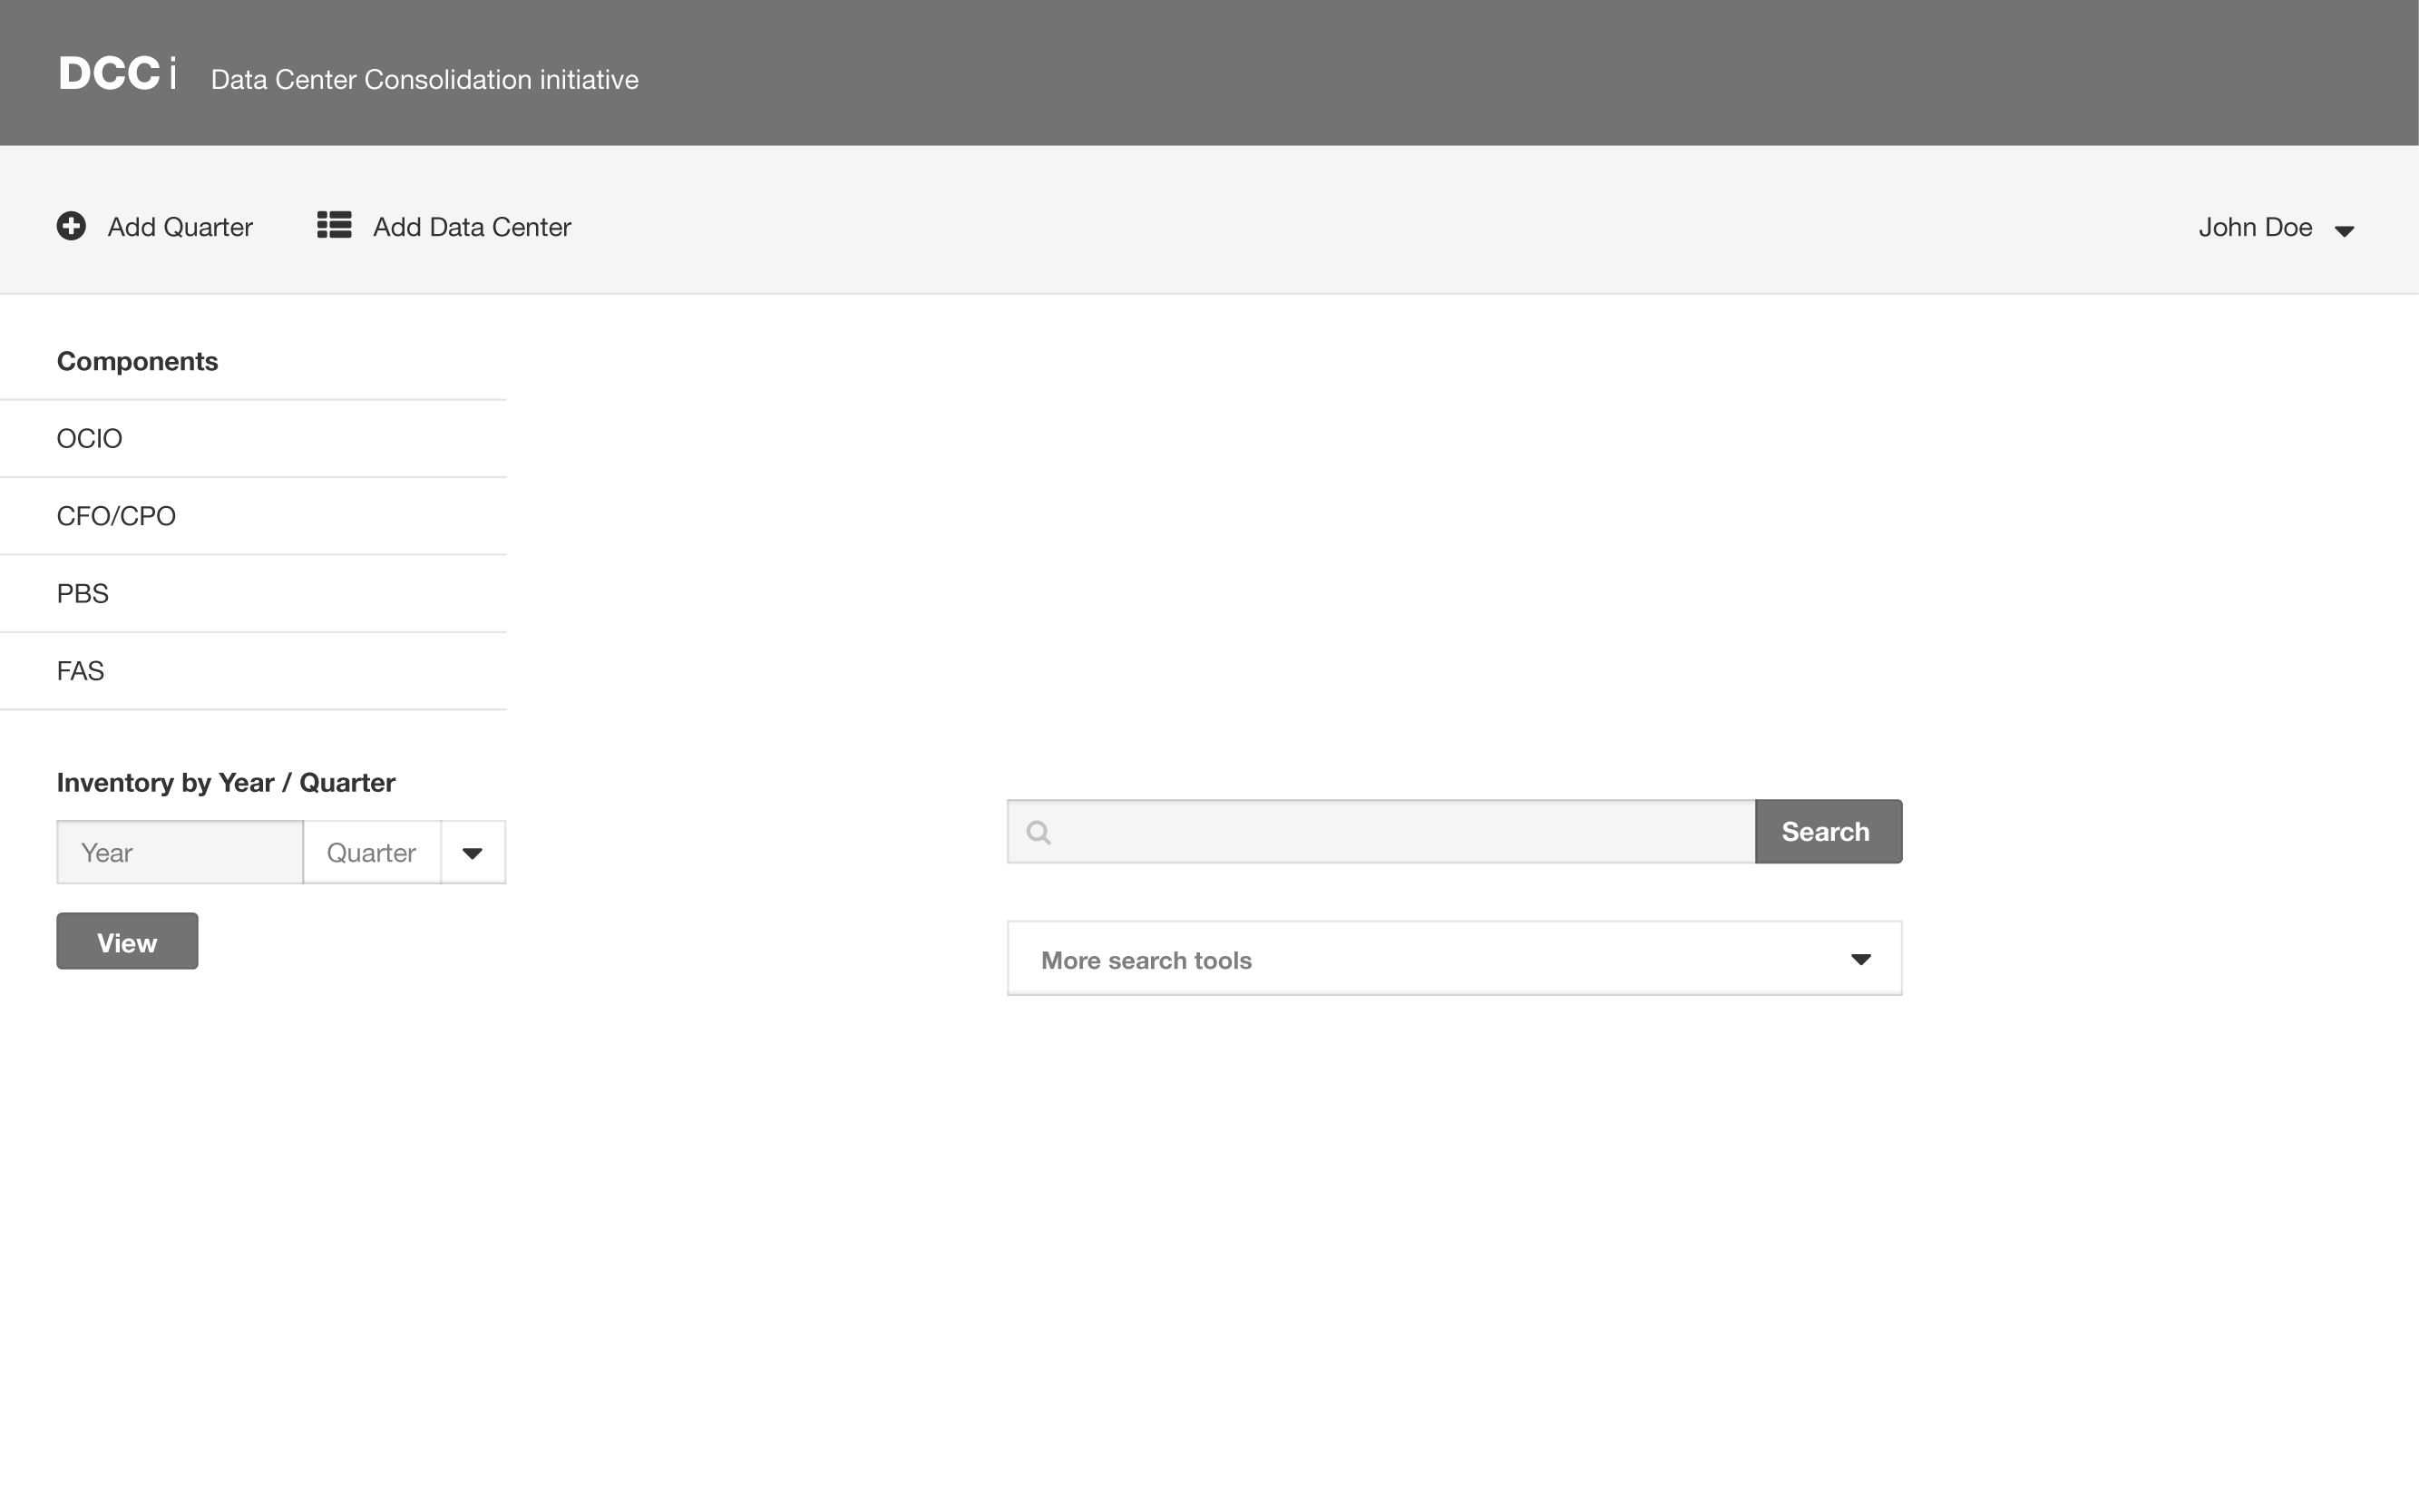 DCC i Data Center Consolidation initiative
Add Quarter Add Data Center John Doe
Components
OCIO
CFO/CPO
PBS
FAS
Inventory by Year / Quarter
Year Quarter
View
Search
More search tools